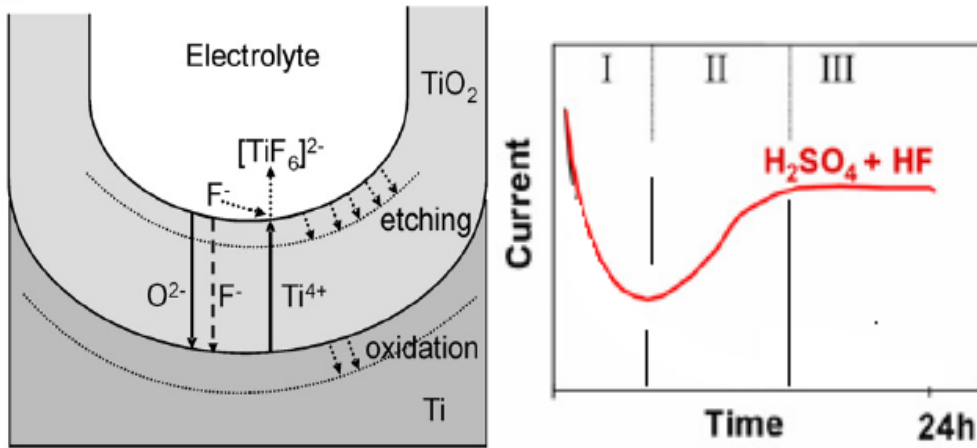 Electrolyte
TiO₂
[TiF₆]²⁻
F⁻
etching
O²⁻
F⁻
Ti⁴⁺
oxidation
Ti
I
II
III
H₂SO₄ + HF
Current
Time
24h